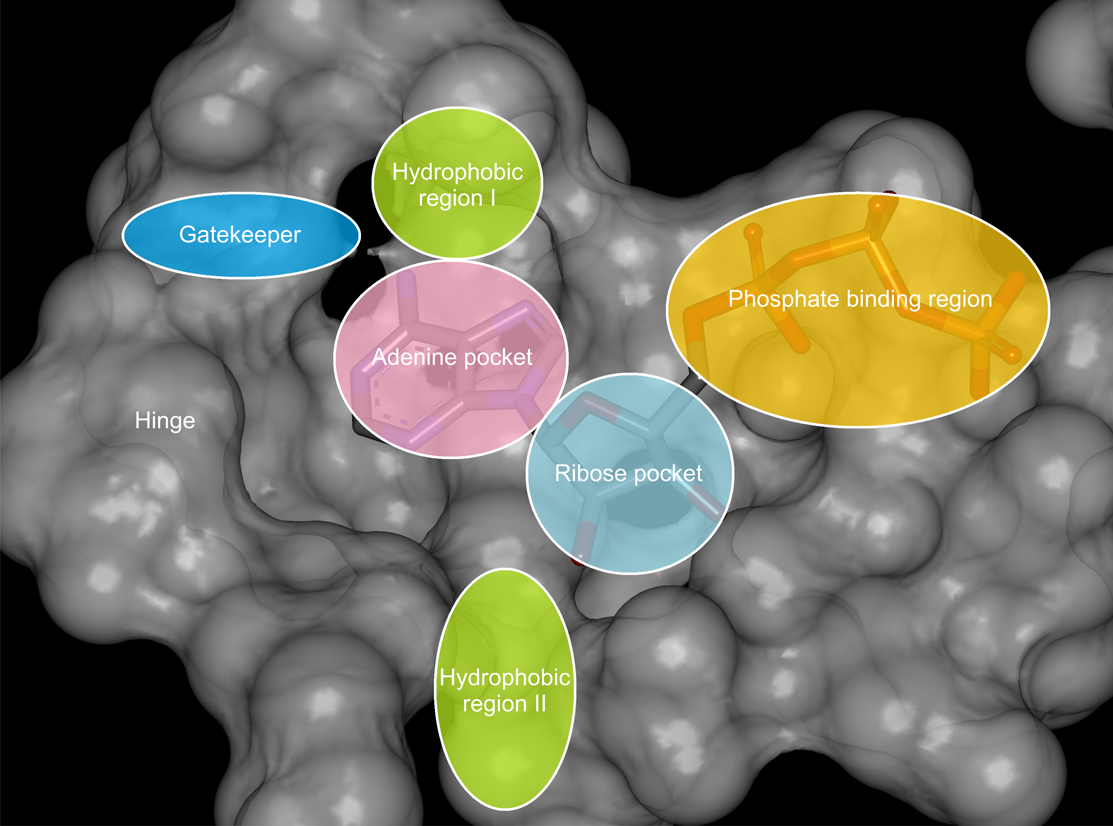 Hydrophobic
region I
Gatekeeper
Phosphate binding region
Adenine pocket
Hinge
Ribose pocket
Hydrophobic
region II